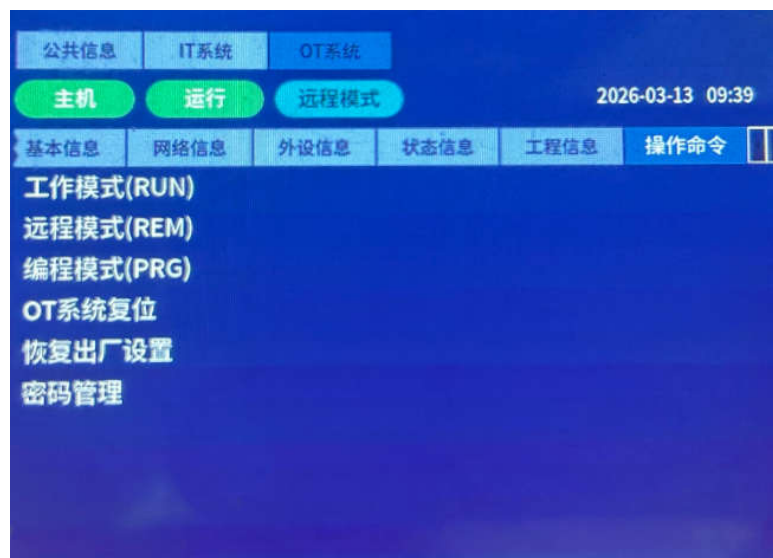 公共信息 IT系统 OT系统
主机 运行 远程模式 2026-03-13 09:39
基本信息 网络信息 外设信息 状态信息 工程信息 操作命令
工作模式(RUN)
远程模式(REM)
编程模式(PRG)
OT系统复位
恢复出厂设置
密码管理